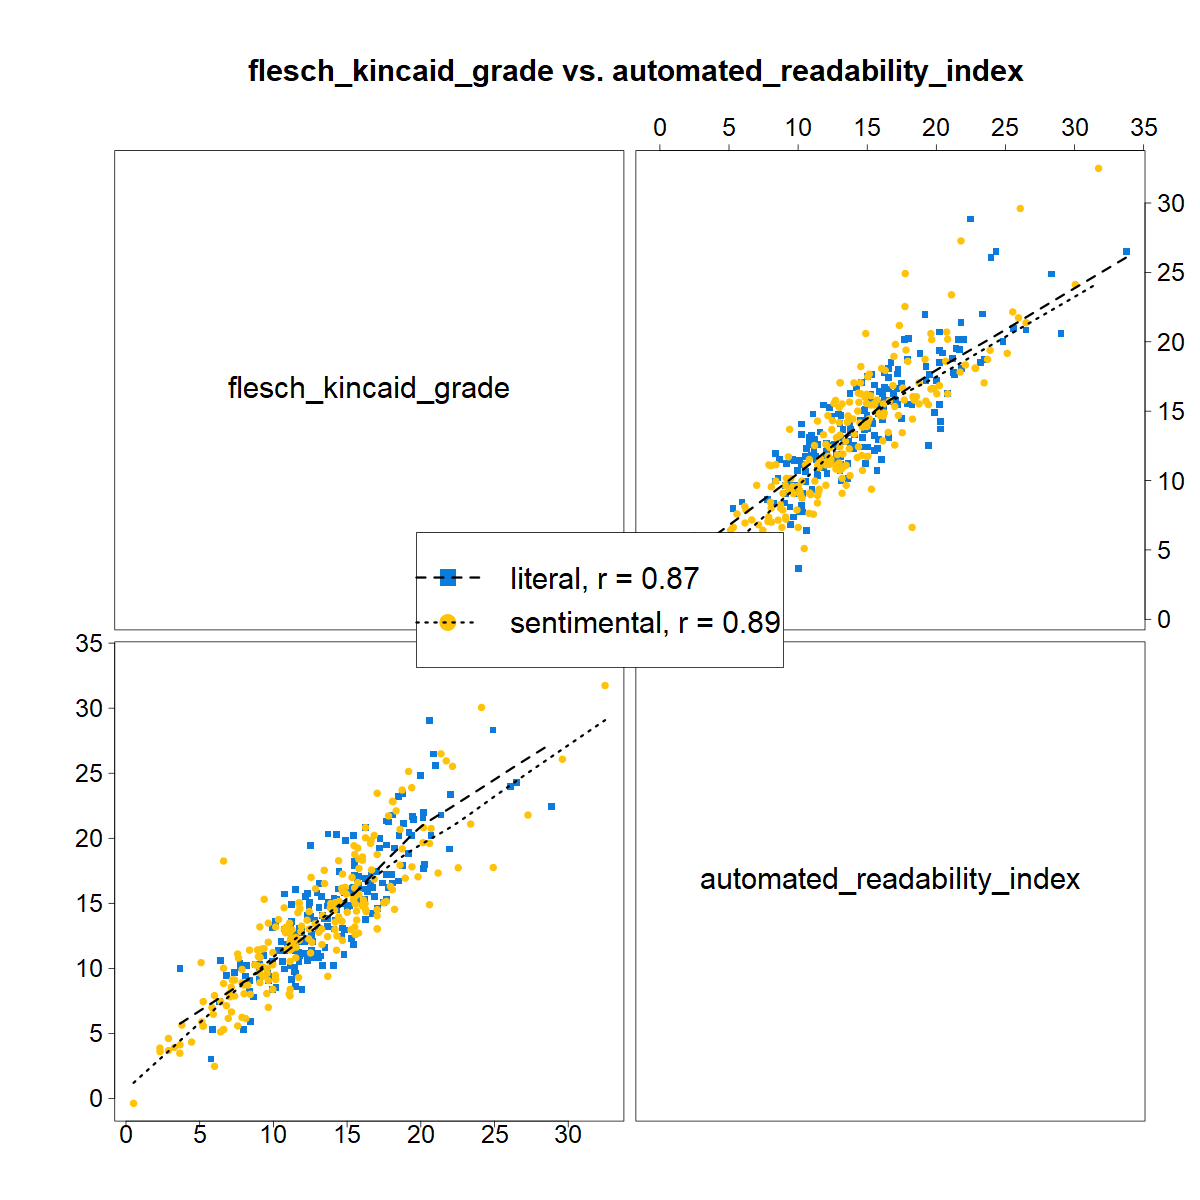 flesch_kincaid_grade vs. automated_readability_index
0 5 10 15 20 25 30 35
flesch_kincaid_grade
30
25
20
15
10
5
0
literal, r = 0.87
sentimental, r = 0.89
35
30
25
20
15
10
5
0
automated_readability_index
0 5 10 15 20 25 30